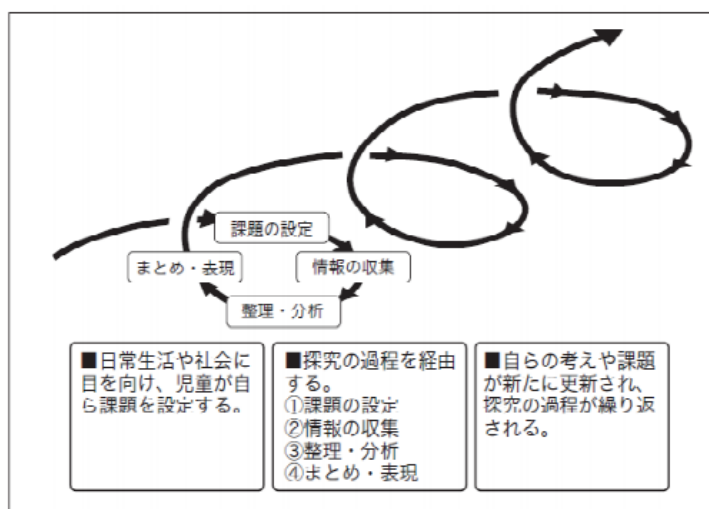 課題の設定
まとめ・表現
情報の収集
整理・分析
■日常生活や社会に
目を向け、児童が自
ら課題を設定する。
■探究の過程を経由
する。
①課題の設定
②情報の収集
③整理・分析
④まとめ・表現
■自らの考えや課題
が新たに更新され、
探究の過程が繰り返
される。